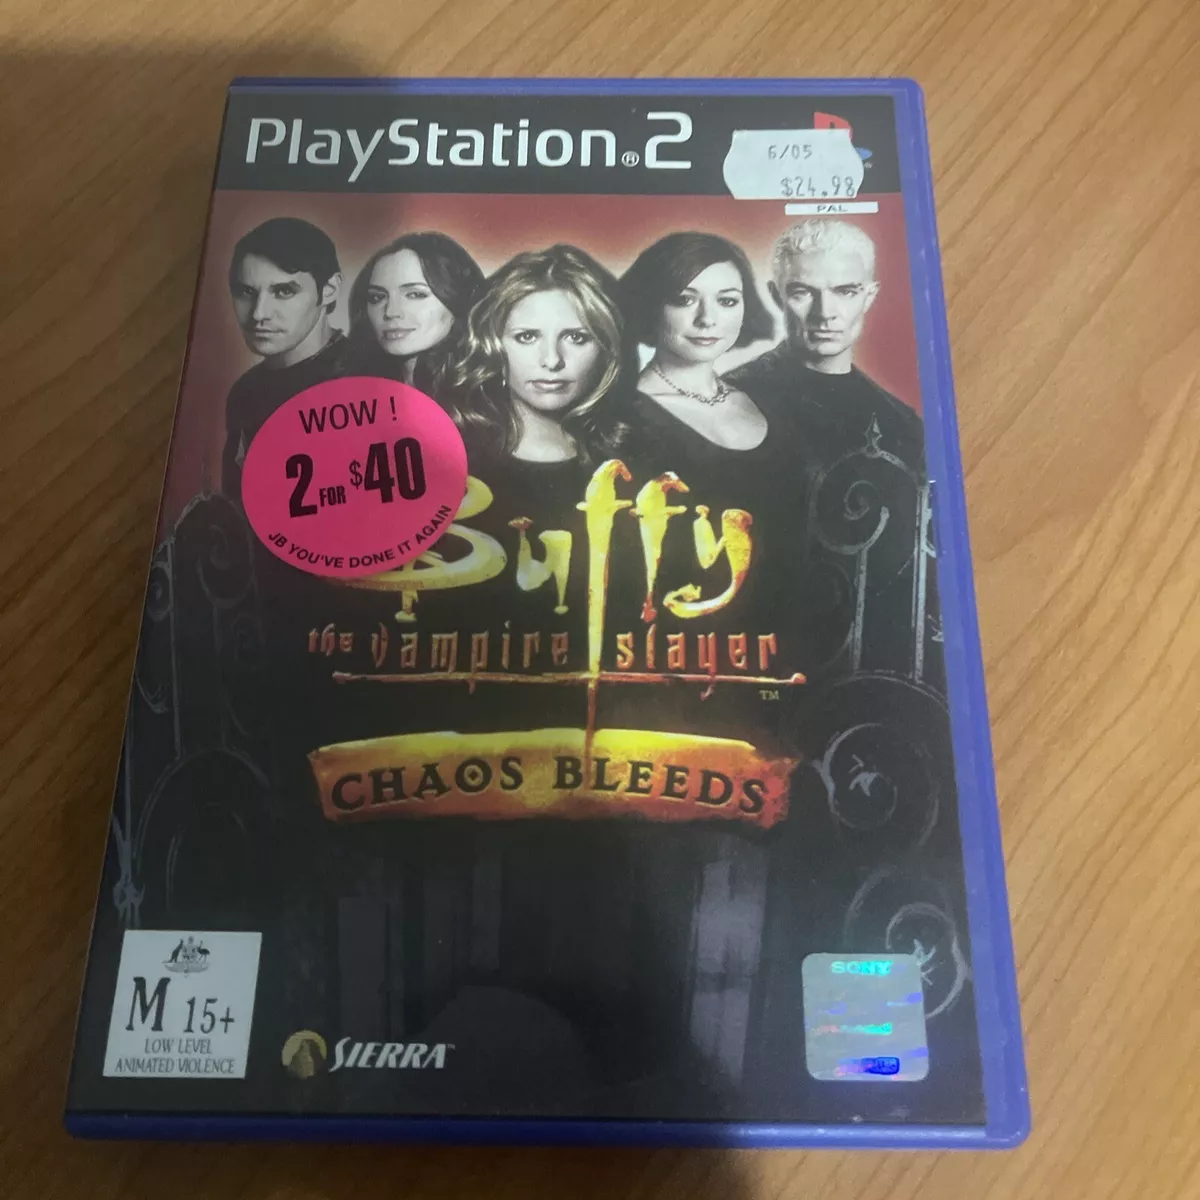 PlayStation®2
6/05
$24.98
PAL
WOW !
2 FOR $40
JB YOU'VE DONE IT AGAIN
Buffy
the vampire slayer
TM
CHAOS BLEEDS
M 15+
LOW LEVEL
ANIMATED VIOLENCE
SIERRA™
SONY